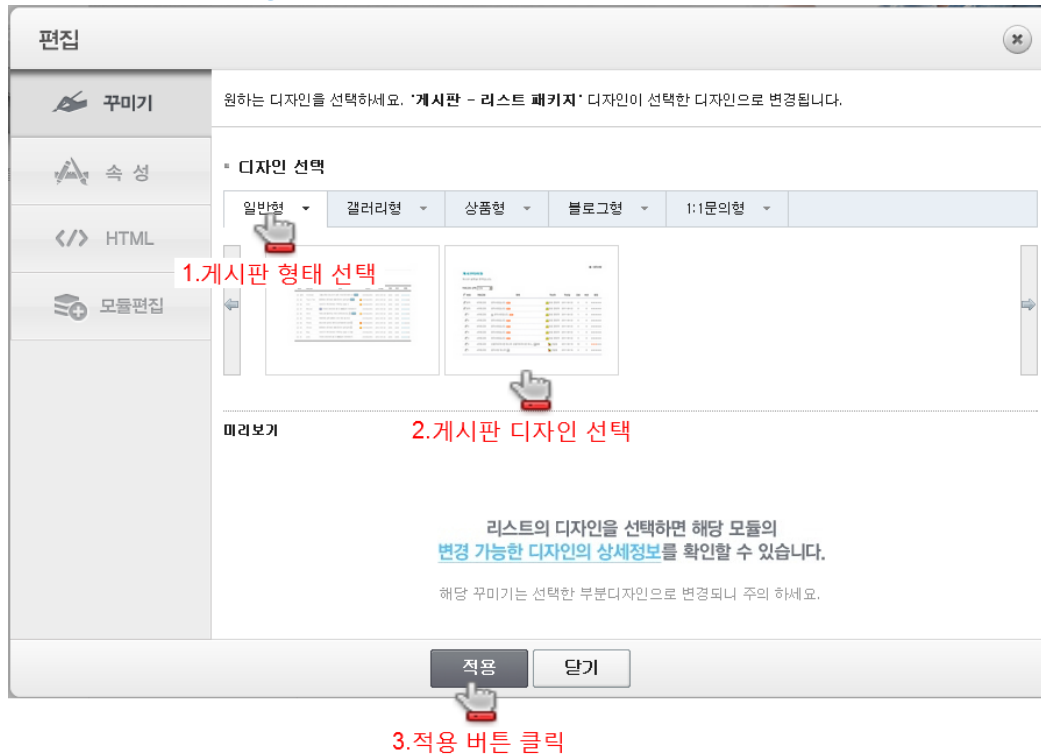 편집
꾸미기
원하는 디자인을 선택하세요. '게시판 - 리스트 패키지' 디자인이 선택한 디자인으로 변경됩니다.
속 성
디자인 선택
일반형 갤러리형 상품형 블로그형 1:1문의형
</> HTML
1.게시판 형태 선택
모듈편집
2.게시판 디자인 선택
미리보기
리스트의 디자인을 선택하면 해당 모듈의
변경 가능한 디자인의 상세정보를 확인할 수 있습니다.
해당 꾸미기는 선택한 부분디자인으로 변경되니 주의 하세요.
적용 닫기
3.적용 버튼 클릭